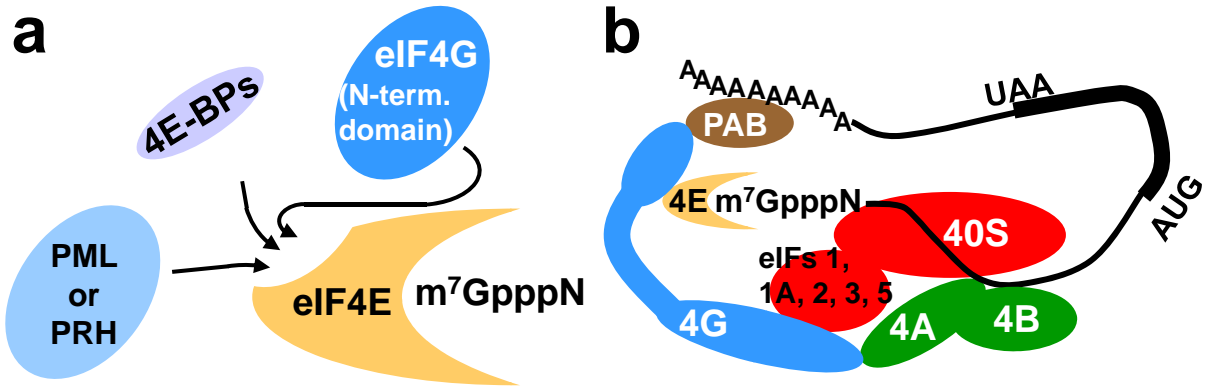 a
eIF4G
(N-term.
domain)
4E-BPs
PML
or
PRH
eIF4E
m⁷GpppN
b
AAAAAAAAAA
PAB
UAA
AUG
4E
m⁷GpppN
40S
eIFs 1,
1A, 2, 3, 5
4G
4A
4B